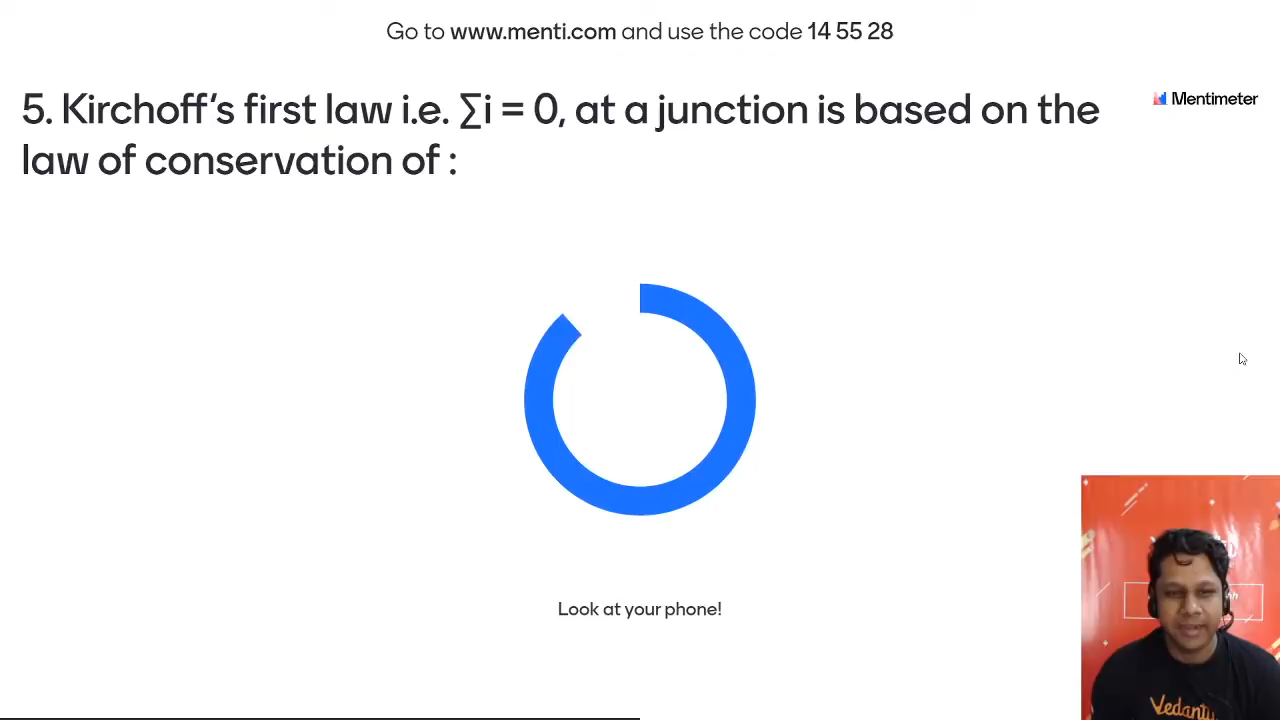 Go to www.menti.com and use the code 14 55 28
5. Kirchoff's first law i.e. ∑i = 0, at a junction is based on the
law of conservation of :
Mentimeter
Look at your phone!